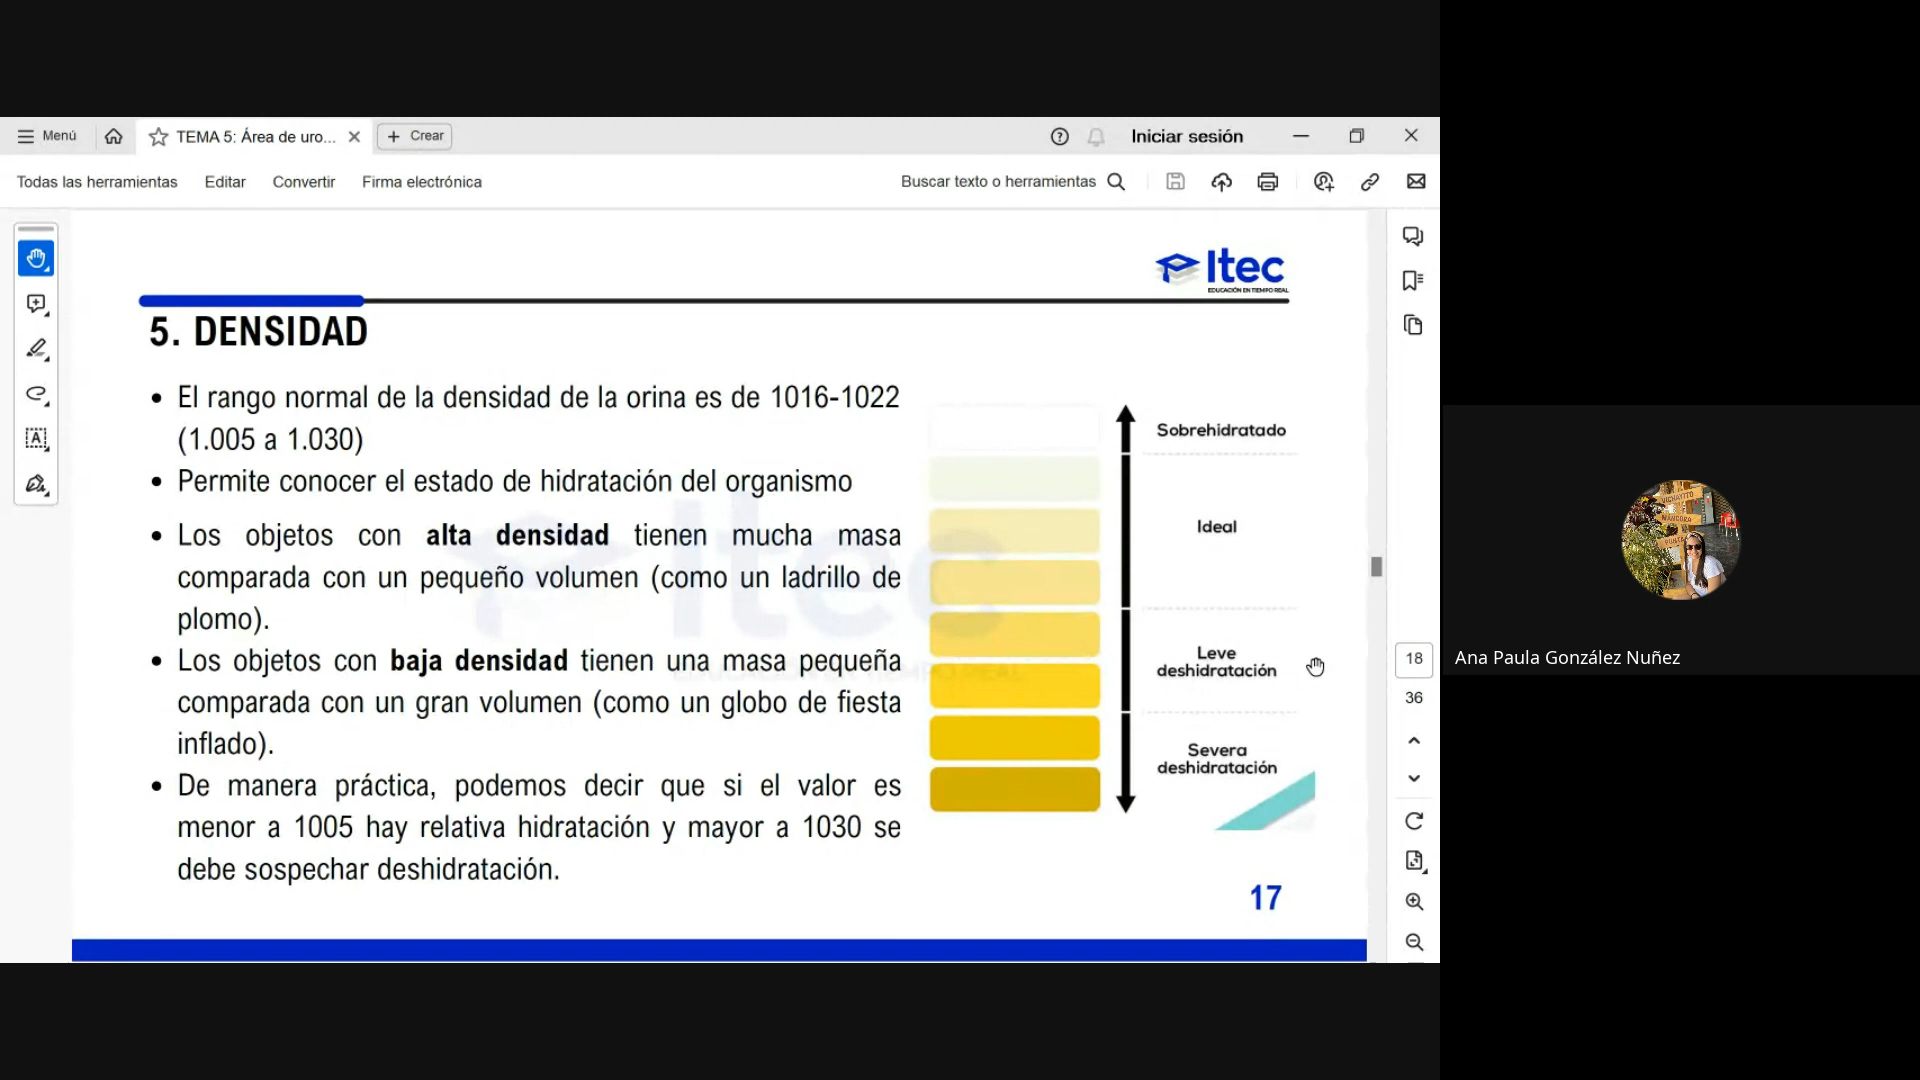 Menú
TEMA 5: Área de uro...
Crear
Iniciar sesión
Todas las herramientas
Editar
Convertir
Firma electrónica
Buscar texto o herramientas
Itec
EDUCACIÓN EN TIEMPO REAL
5. DENSIDAD
• El rango normal de la densidad de la orina es de 1016-1022
(1.005 a 1.030)
• Permite conocer el estado de hidratación del organismo
• Los objetos con alta densidad tienen mucha masa
comparada con un pequeño volumen (como un ladrillo de
plomo).
• Los objetos con baja densidad tienen una masa pequeña
comparada con un gran volumen (como un globo de fiesta
inflado).
• De manera práctica, podemos decir que si el valor es
menor a 1005 hay relativa hidratación y mayor a 1030 se
debe sospechar deshidratación.
Sobrehidratado
Ideal
Leve
deshidratación
Severa
deshidratación
17
18
36
Ana Paula González Nuñez